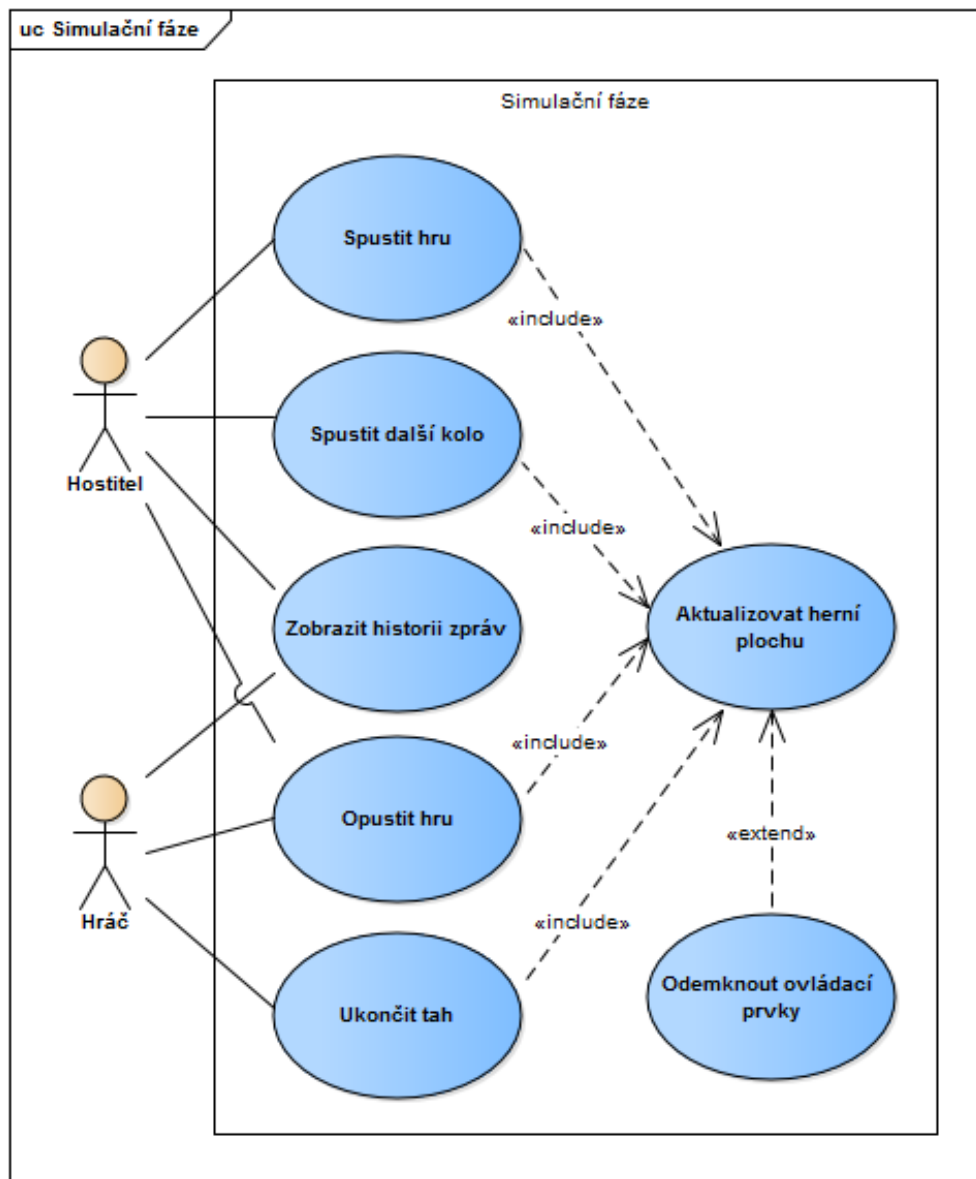 uc Simulační fáze
Simulační fáze
Spustit hru
«include»
Hostitel
Spustit další kolo
«include»
Zobrazit historii zpráv
Aktualizovat herní
plochu
«include»
Hráč
Opustit hru
«extend»
«include»
Ukončit tah
Odemknout ovládací
prvky